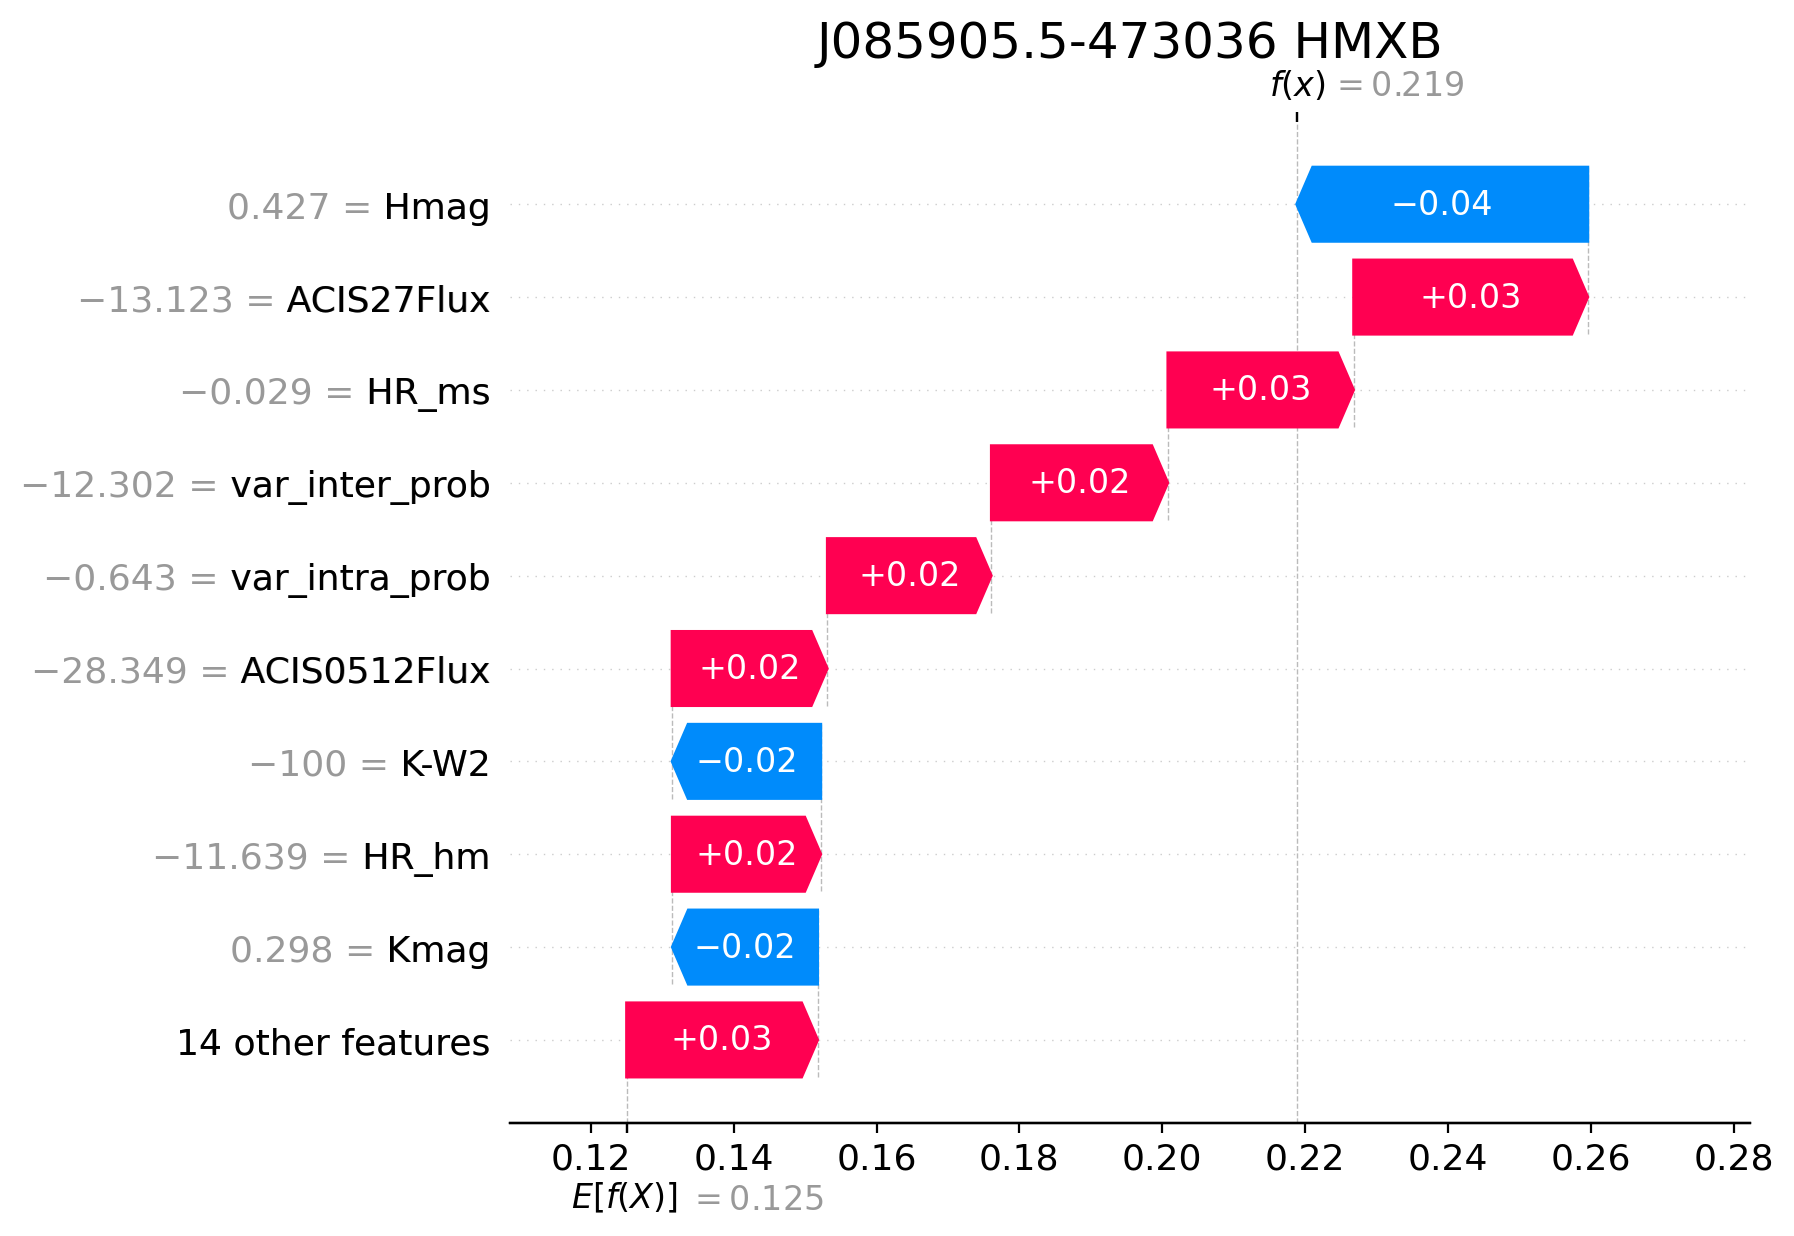 J085905.5-473036 HMXB
f(x) = 0.219
0.427 = Hmag −0.04
−13.123 = ACIS27Flux +0.03
−0.029 = HR_ms +0.03
−12.302 = var_inter_prob +0.02
−0.643 = var_intra_prob +0.02
−28.349 = ACIS0512Flux +0.02
−100 = K-W2 −0.02
−11.639 = HR_hm +0.02
0.298 = Kmag −0.02
14 other features +0.03
0.12 0.14 0.16 0.18 0.20 0.22 0.24 0.26 0.28
E[f(X)] = 0.125